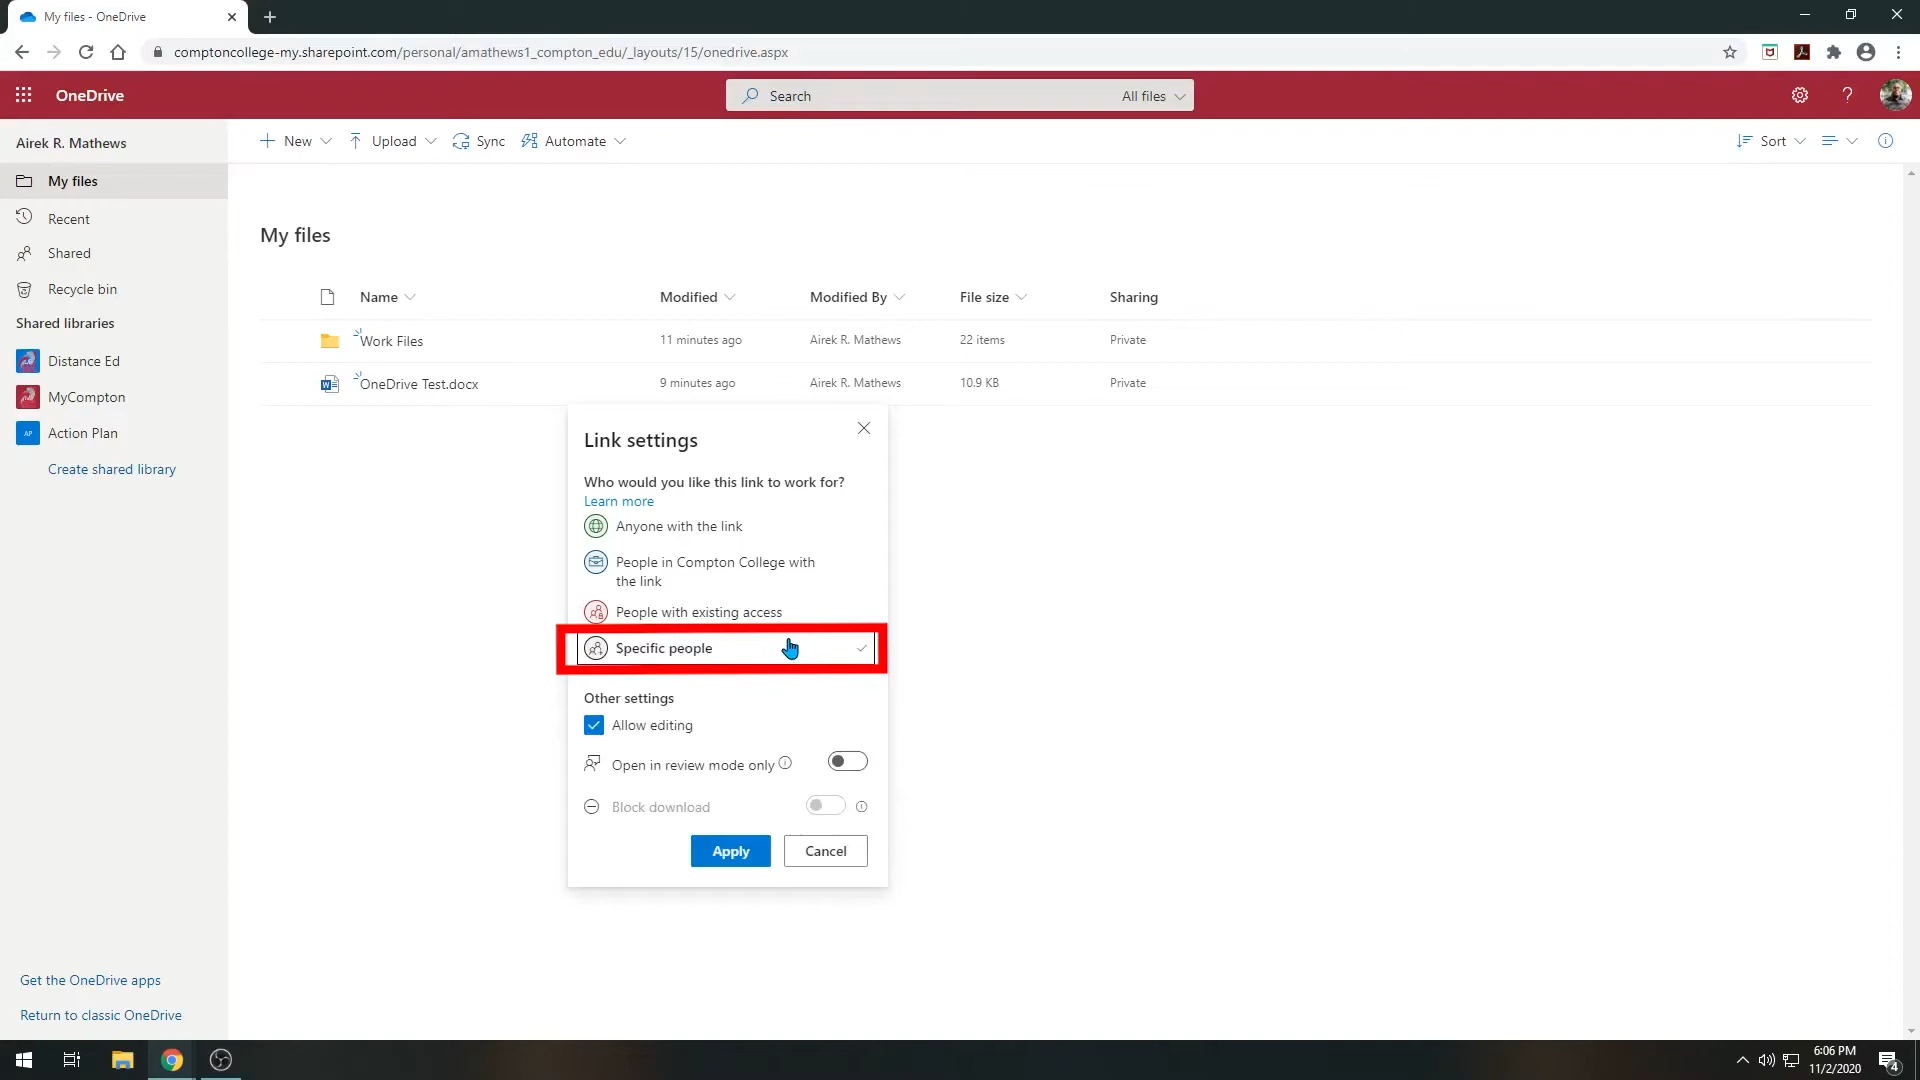 My files - OneDrive
comptoncollege-my.sharepoint.com/personal/amathews1_compton_edu/_layouts/15/onedrive.aspx
OneDrive
Search
All files
Airek R. Mathews
New
Upload
Sync
Automate
Sort
My files
Recent
Shared
Recycle bin
Shared libraries
Distance Ed
MyCompton
AP
Action Plan
Create shared library
Get the OneDrive apps
Return to classic OneDrive
My files
Name Modified Modified By File size Sharing
Work Files 11 minutes ago Airek R. Mathews 22 items Private
OneDrive Test.docx 9 minutes ago Airek R. Mathews 10.9 KB Private
Link settings
Who would you like this link to work for?
Learn more
Anyone with the link
People in Compton College with
the link
People with existing access
Specific people
Other settings
Allow editing
Open in review mode only
Block download
Apply
Cancel
6:06 PM
11/2/2020
4